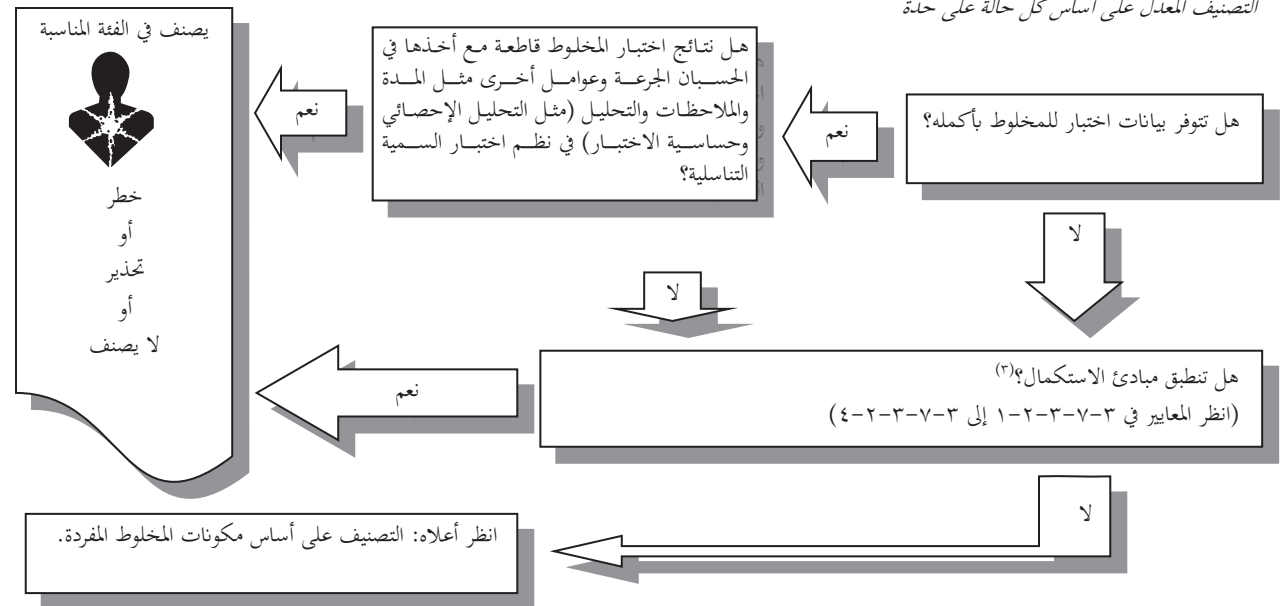 التصنيف المعدل على أساس كل حالة على حدة
هل تتوفر بيانات اختبار للمخلوط بأكمله؟
نعم
هل نتائج اختبار المخلوط قاطعة مع أخذها في
الحسبان الجرعة وعوامل أخرى مثل المدة
والملاحظات والتحليل (مثل التحليل الإحصائي
وحساسية الاختبار) في نظم اختبار السمية
التناسلية؟
نعم
يصنف في الفئة المناسبة
خطر
أو
تحذير
أو
لا يصنف
لا
لا
هل تنطبق مبادئ الاستكمال؟(٣)
(انظر المعايير في ٣-٧-٣-٢-١ إلى ٣-٧-٣-٢-٤)
نعم
لا
انظر أعلاه: التصنيف على أساس مكونات المخلوط المفردة.